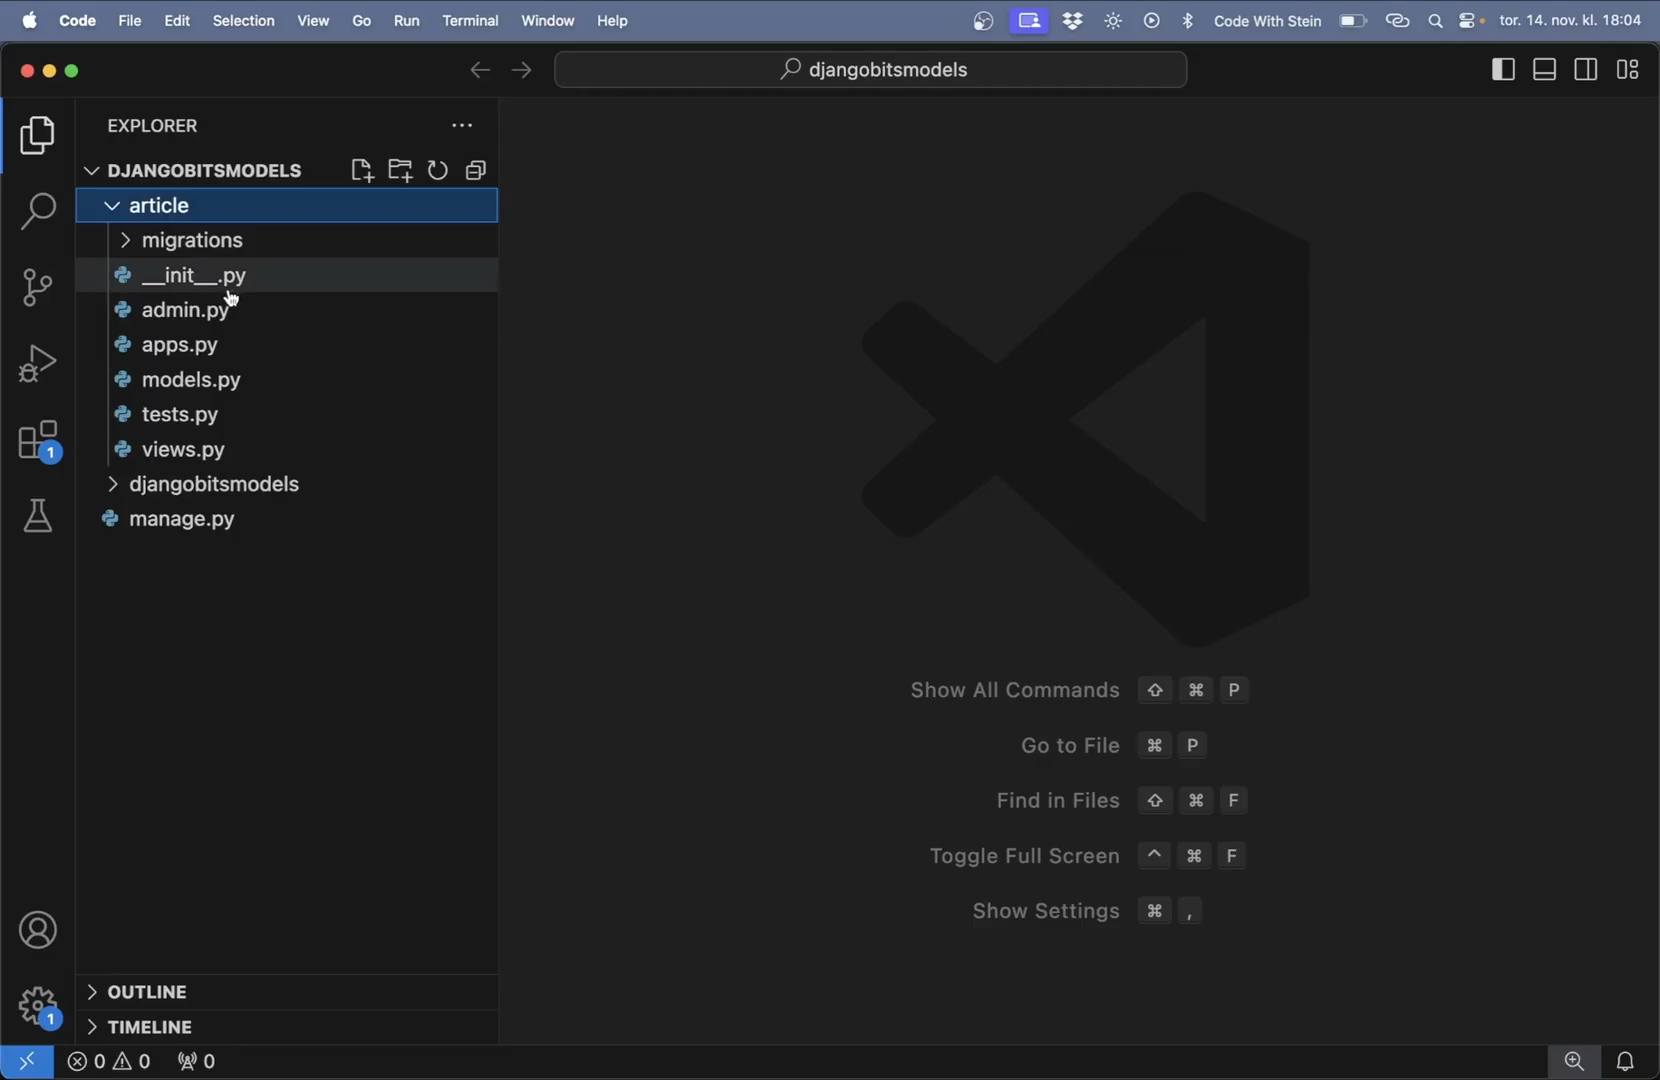 Code File Edit Selection View Go Run Terminal Window Help Code With Stein tor. 14. nov. kl. 18:04
djangobitsmodels
EXPLORER
DJANGOBITSMODELS
article
migrations
__init__.py
admin.py
apps.py
models.py
tests.py
views.py
djangobitsmodels
manage.py
1
Show All Commands ⇧ ⌘ P
Go to File ⌘ P
Find in Files ⇧ ⌘ F
Toggle Full Screen ^ ⌘ F
Show Settings ⌘ ,
OUTLINE
1
TIMELINE
0 0 0